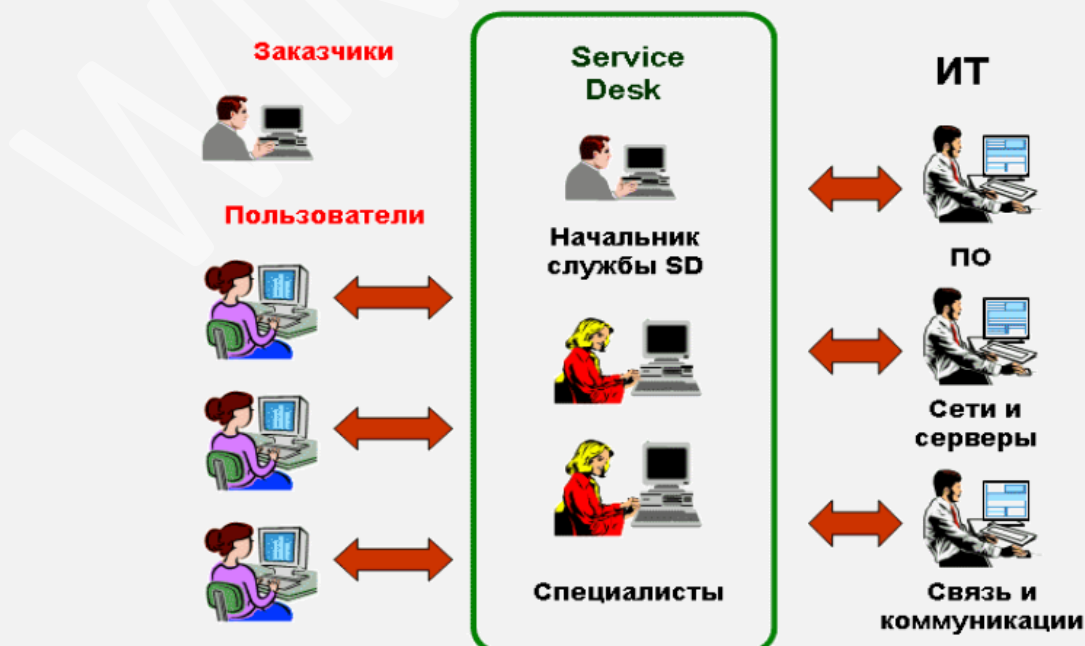 Заказчики
Пользователи
Service
Desk
Начальник
службы SD
Специалисты
ИТ
ПО
Сети и
серверы
Связь и
коммуникации